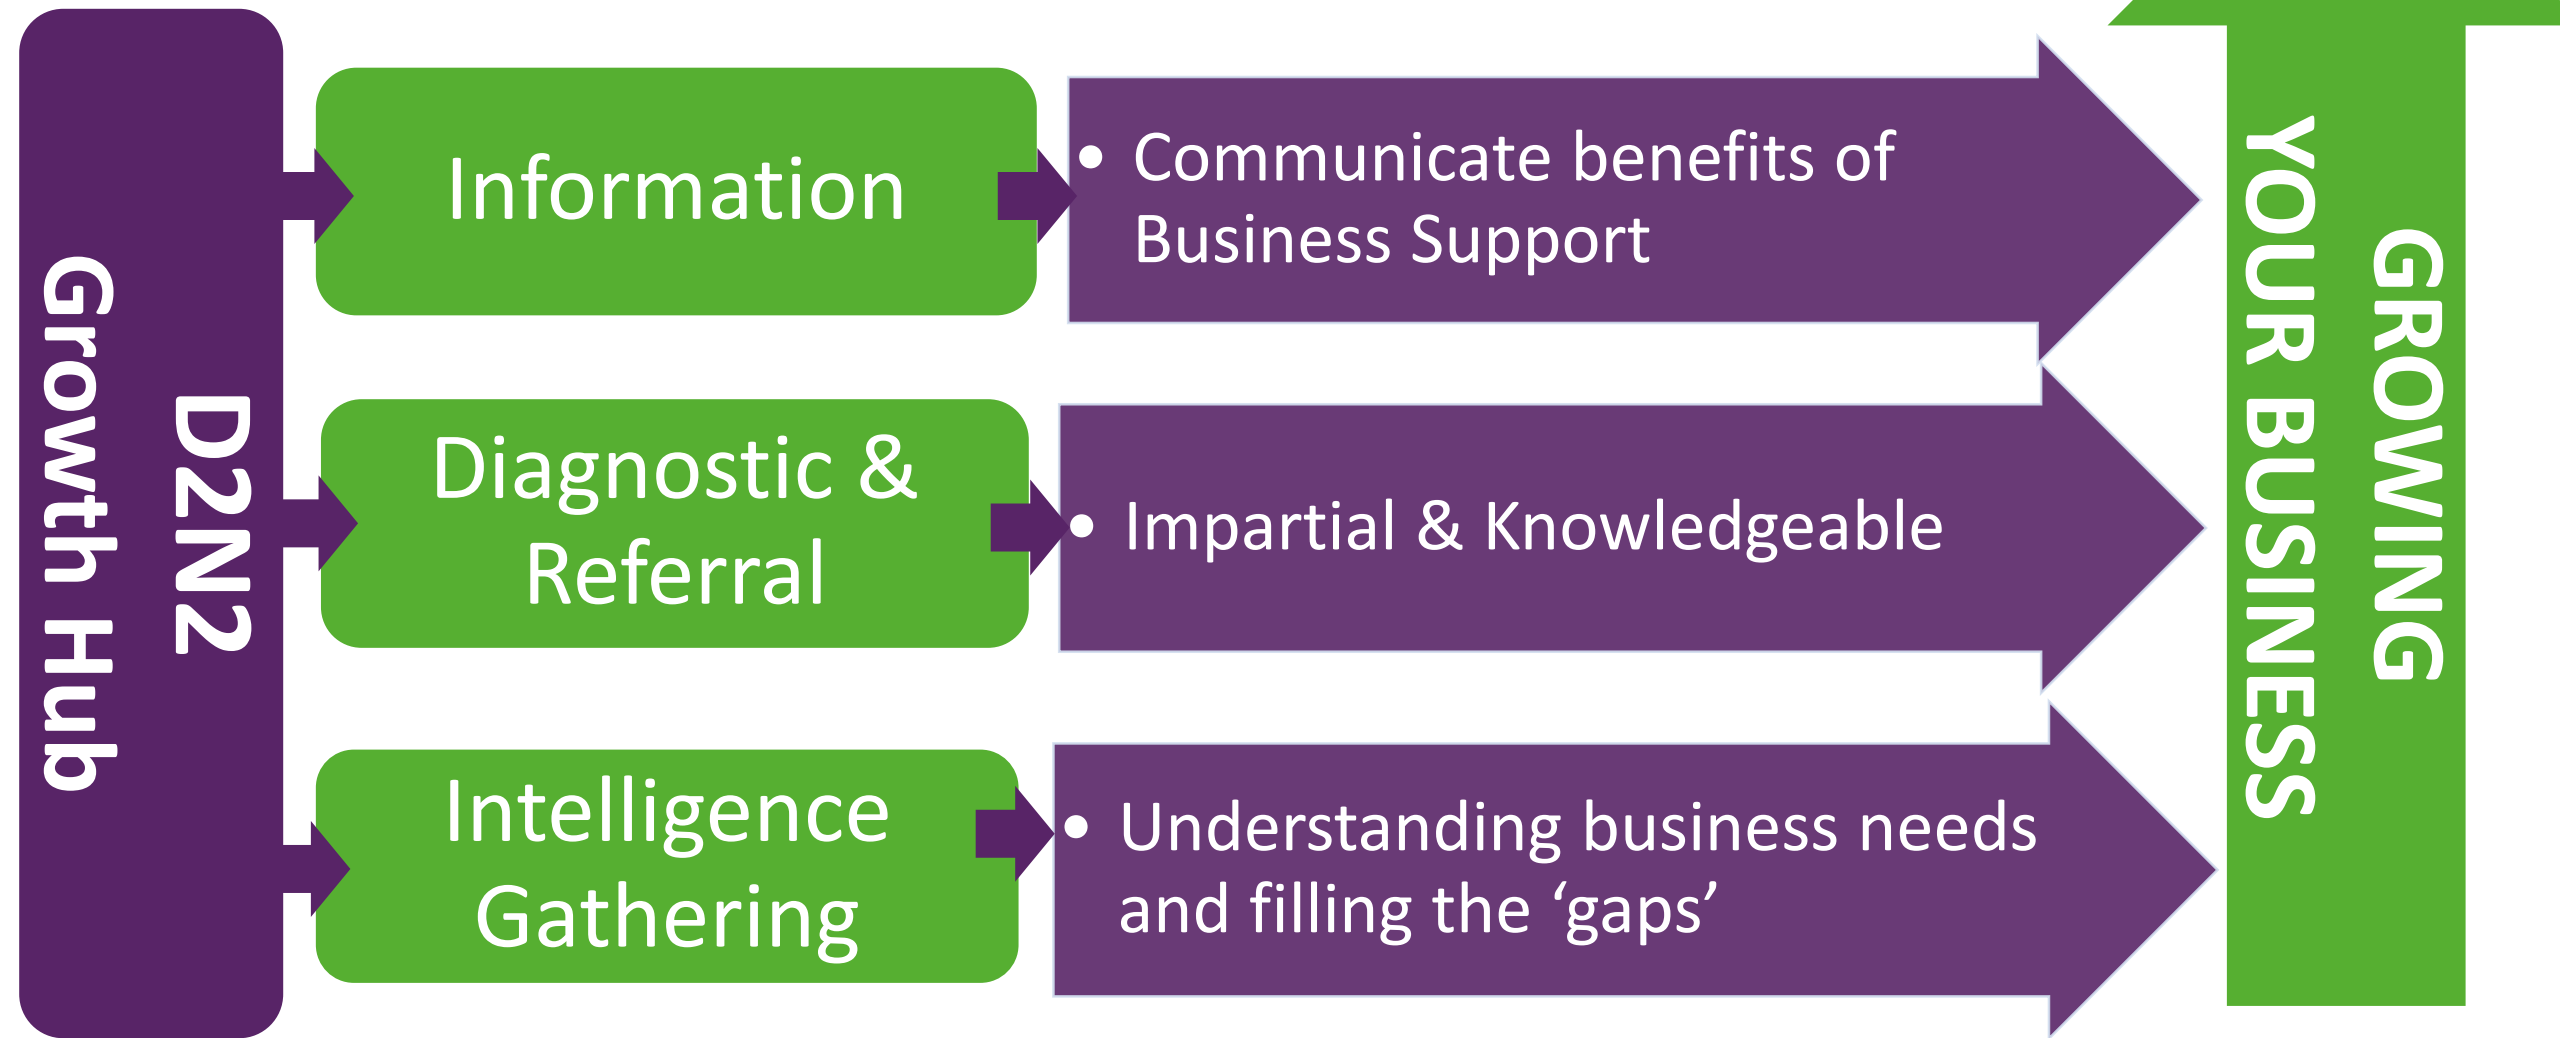 D2N2
Growth Hub
Information
• Communicate benefits of
Business Support
Diagnostic &
Referral
• Impartial & Knowledgeable
Intelligence
Gathering
• Understanding business needs
and filling the ‘gaps’
GROWING
YOUR BUSINESS